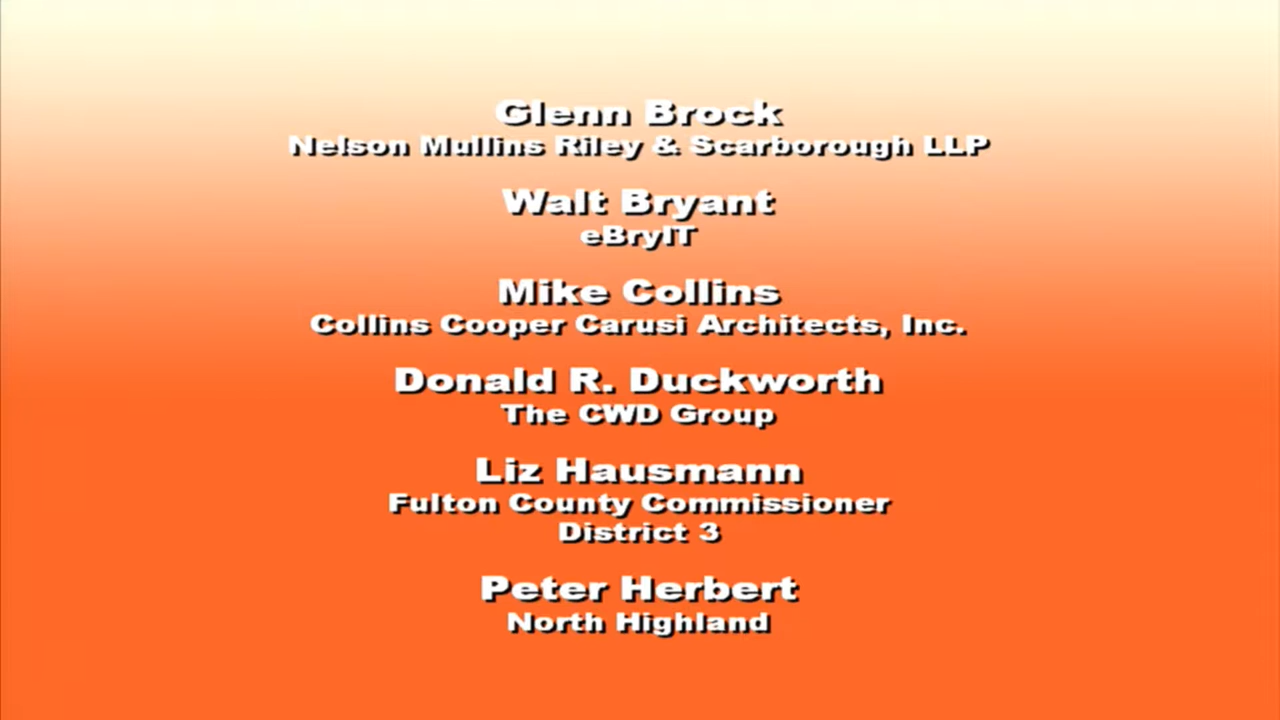 Glenn Brock
Nelson Mullins Riley & Scarborough LLP
Walt Bryant
eBryIT
Mike Collins
Collins Cooper Carusi Architects, Inc.
Donald R. Duckworth
The CWD Group
Liz Hausmann
Fulton County Commissioner
District 3
Peter Herbert
North Highland